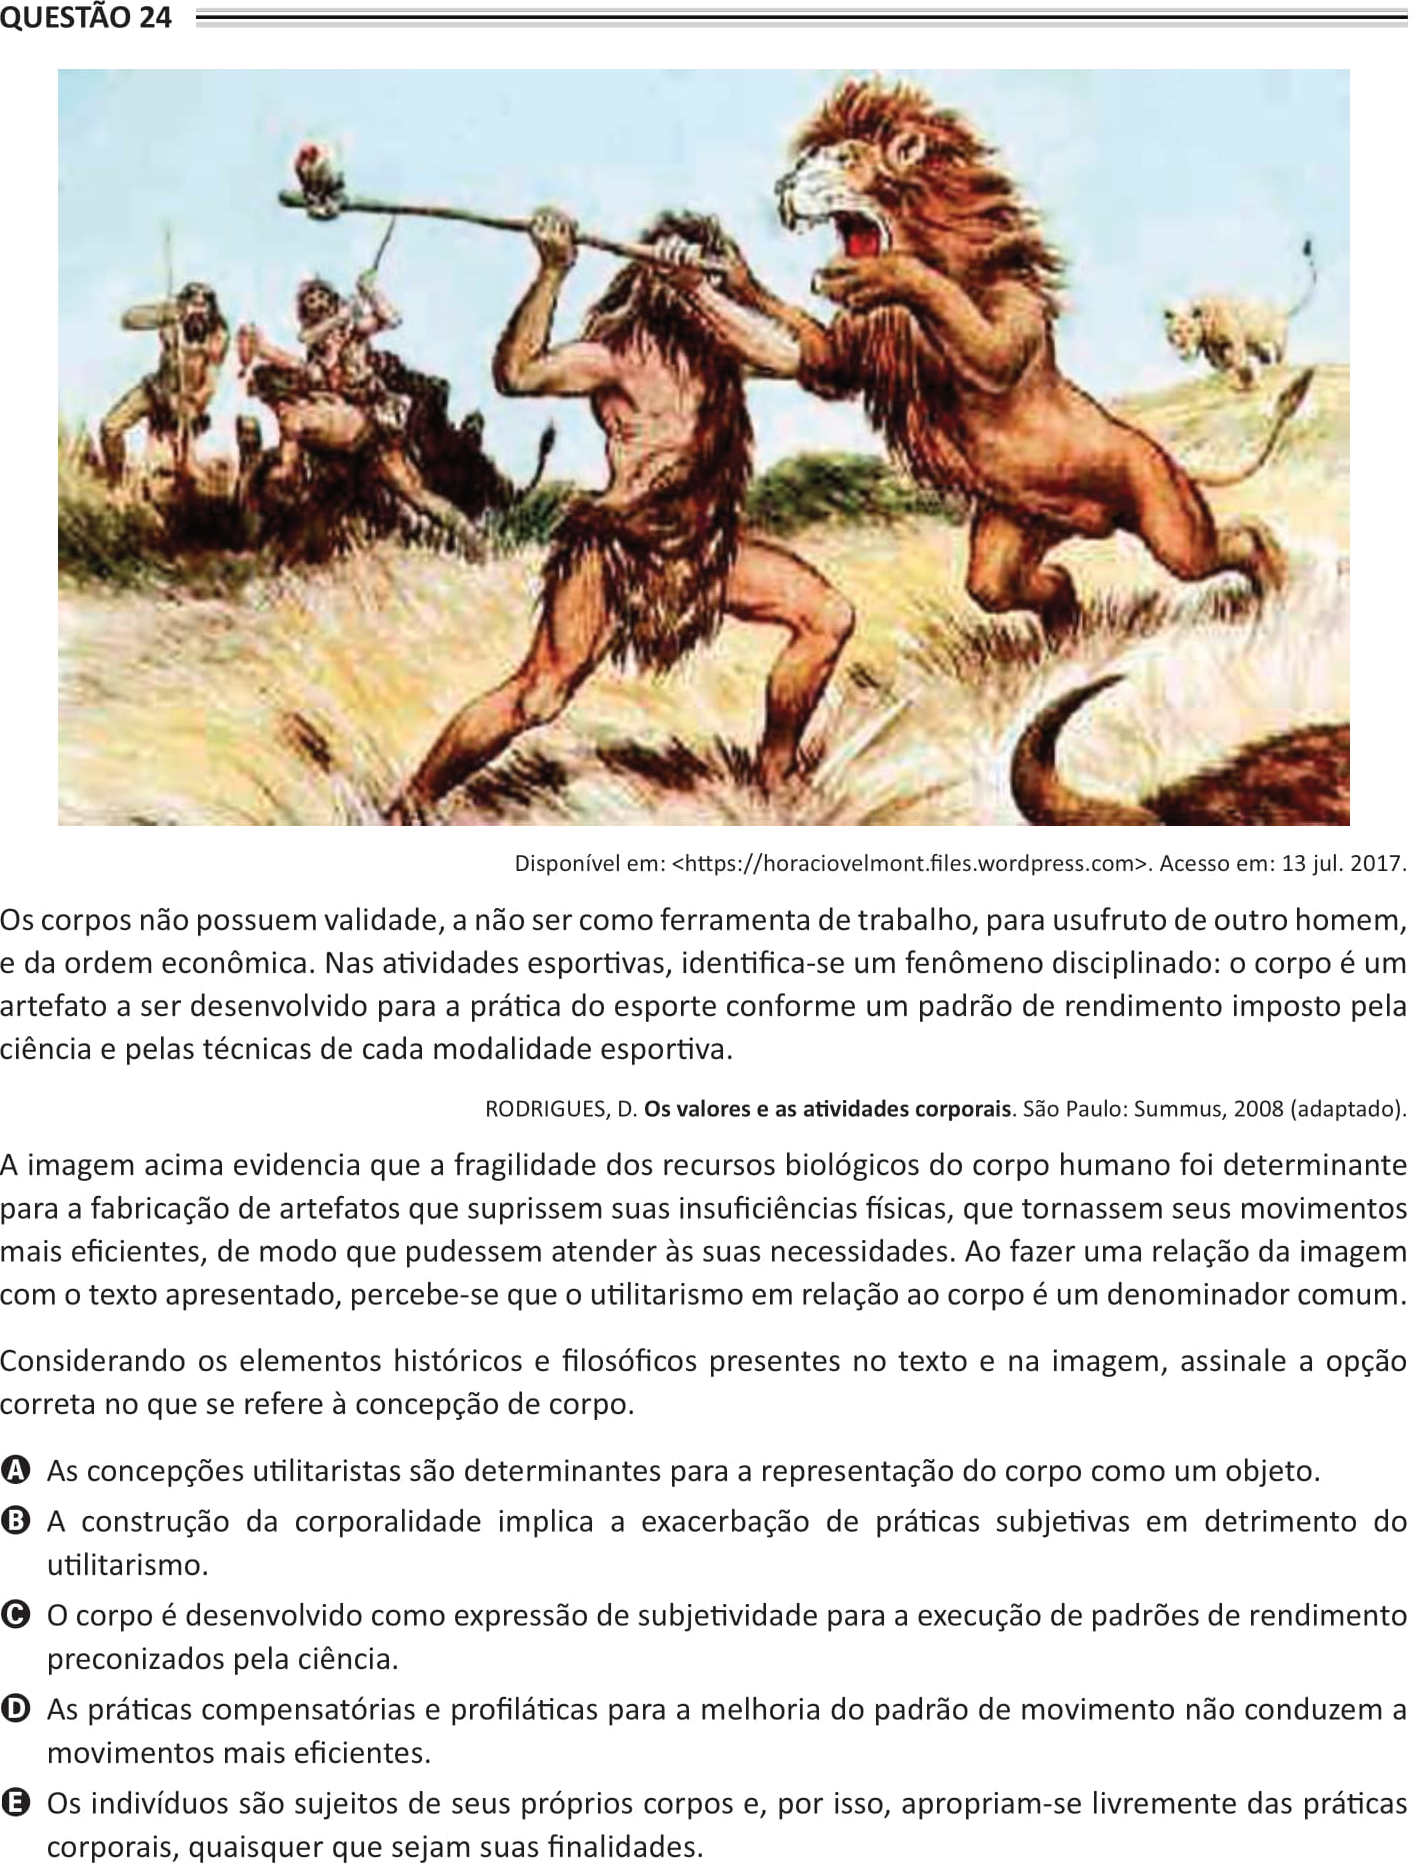 QUESTÃO 24
Disponível em: <https://horaciovelmont.files.wordpress.com>. Acesso em: 13 jul. 2017.
Os corpos não possuem validade, a não ser como ferramenta de trabalho, para usufruto de outro homem,
e da ordem econômica. Nas atividades esportivas, identifica-se um fenômeno disciplinado: o corpo é um
artefato a ser desenvolvido para a prática do esporte conforme um padrão de rendimento imposto pela
ciência e pelas técnicas de cada modalidade esportiva.
RODRIGUES, D. Os valores e as atividades corporais. São Paulo: Summus, 2008 (adaptado).
A imagem acima evidencia que a fragilidade dos recursos biológicos do corpo humano foi determinante
para a fabricação de artefatos que suprissem suas insuficiências físicas, que tornassem seus movimentos
mais eficientes, de modo que pudessem atender às suas necessidades. Ao fazer uma relação da imagem
com o texto apresentado, percebe-se que o utilitarismo em relação ao corpo é um denominador comum.
Considerando os elementos históricos e filosóficos presentes no texto e na imagem, assinale a opção
correta no que se refere à concepção de corpo.
A As concepções utilitaristas são determinantes para a representação do corpo como um objeto.
B A construção da corporalidade implica a exacerbação de práticas subjetivas em detrimento do
utilitarismo.
C O corpo é desenvolvido como expressão de subjetividade para a execução de padrões de rendimento
preconizados pela ciência.
D As práticas compensatórias e profiláticas para a melhoria do padrão de movimento não conduzem a
movimentos mais eficientes.
E Os indivíduos são sujeitos de seus próprios corpos e, por isso, apropriam-se livremente das práticas
corporais, quaisquer que sejam suas finalidades.